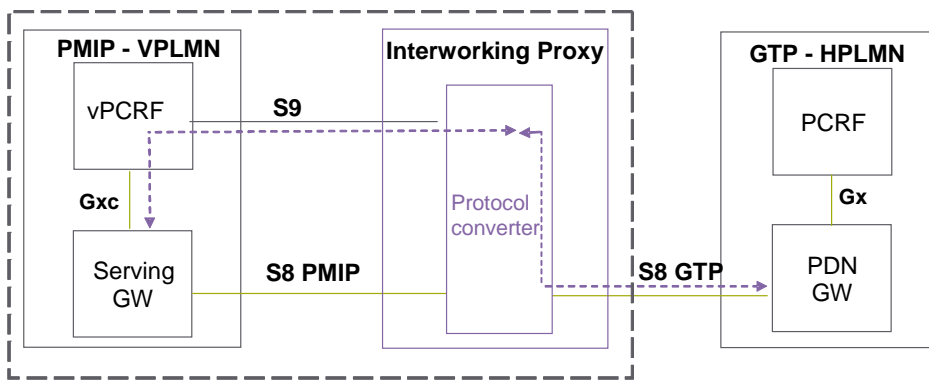 PMIP - VPLMN
Interworking Proxy
GTP - HPLMN
vPCRF
S9
PCRF
Gxc
Gx
Protocol
converter
Serving
GW
S8 PMIP
S8 GTP
PDN
GW